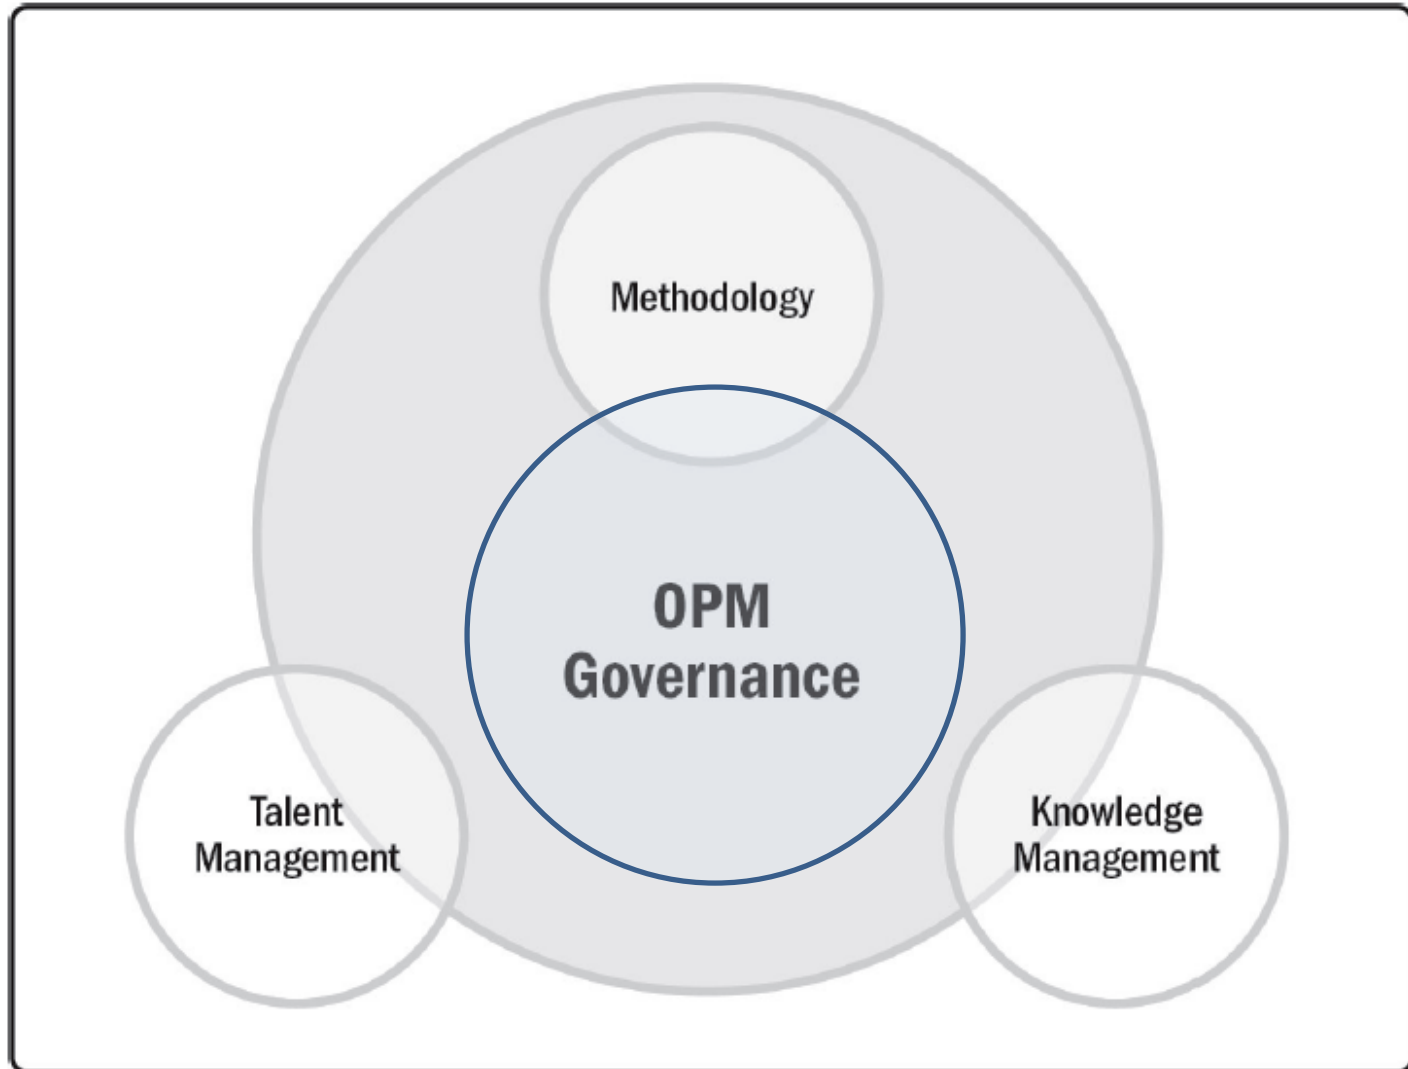 Methodology
OPM
Governance
Talent
Management
Knowledge
Management